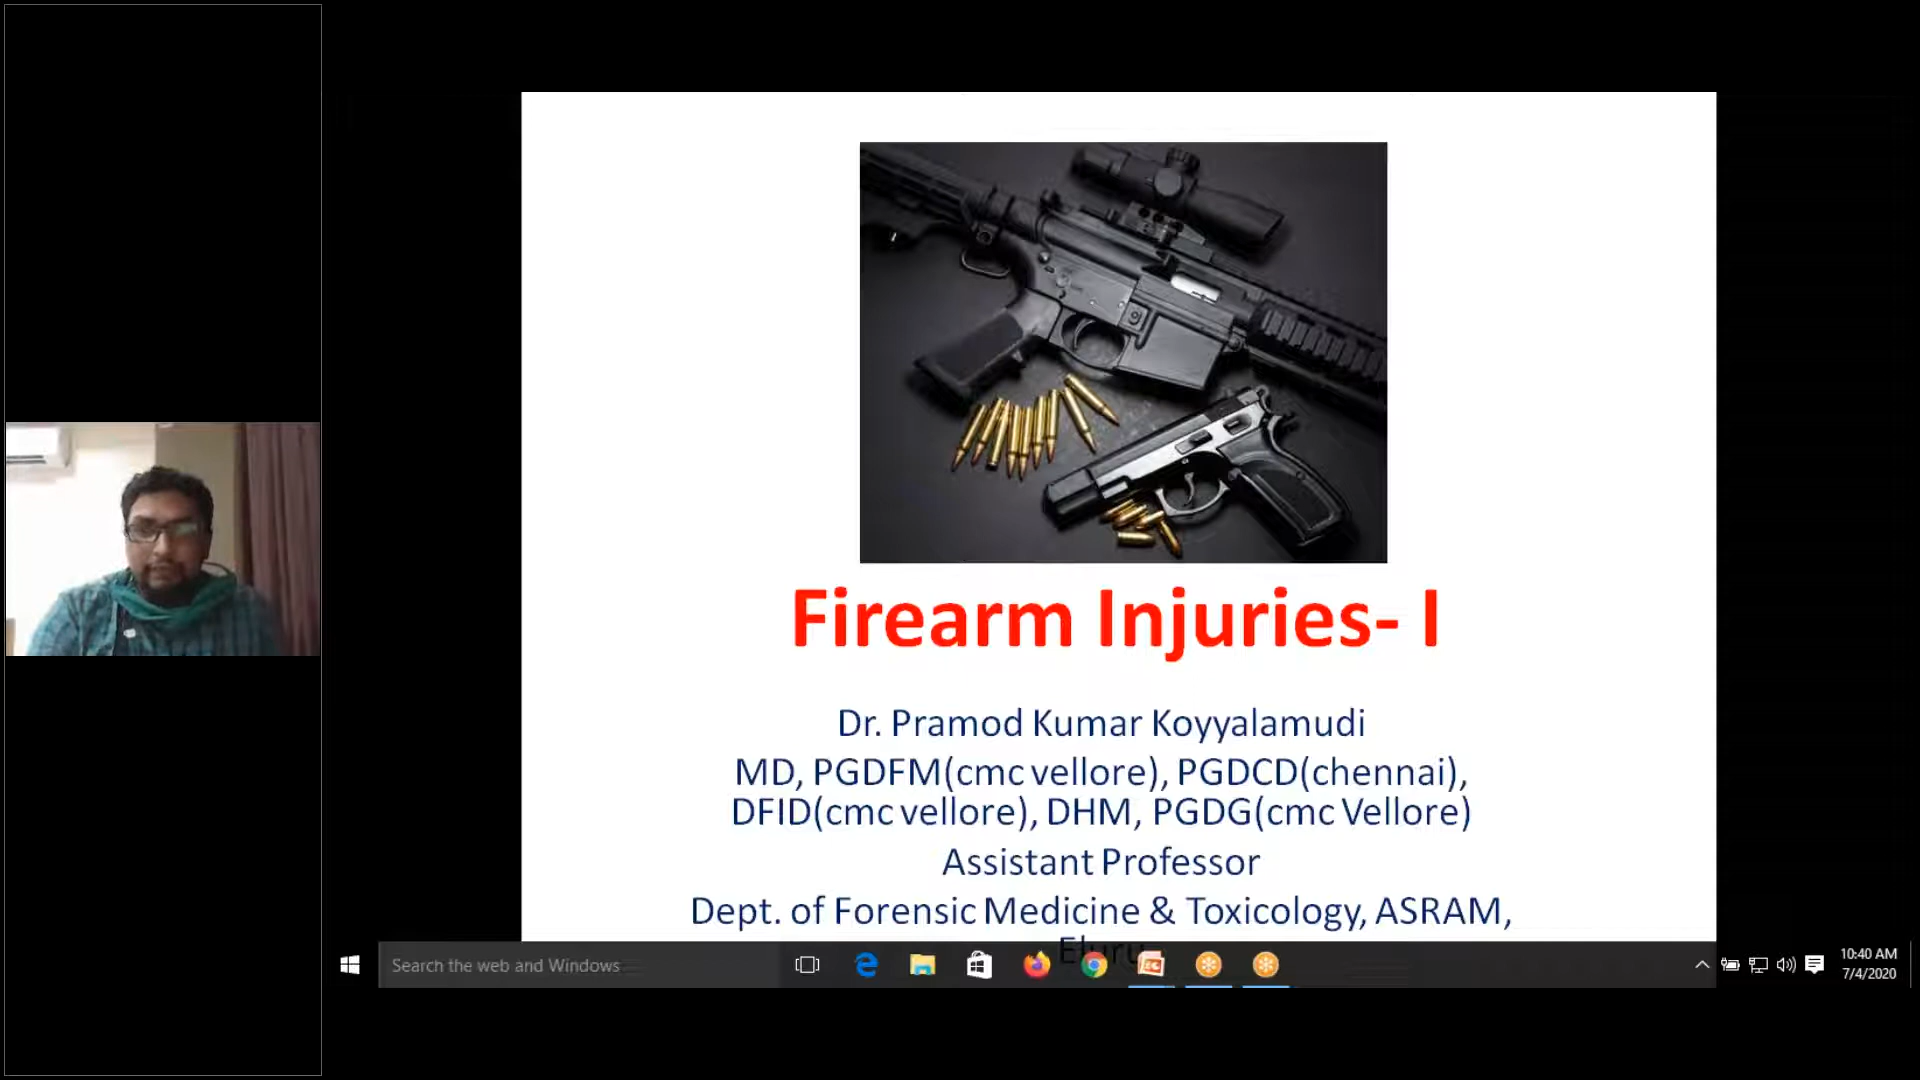 Firearm Injuries- I
Dr. Pramod Kumar Koyyalamudi
MD, PGDFM(cmc vellore), PGDCD(chennai),
DFID(cmc vellore), DHM, PGDG(cmc Vellore)
Assistant Professor
Dept. of Forensic Medicine & Toxicology, ASRAM,
Eluru
Search the web and Windows
10:40 AM
7/4/2020